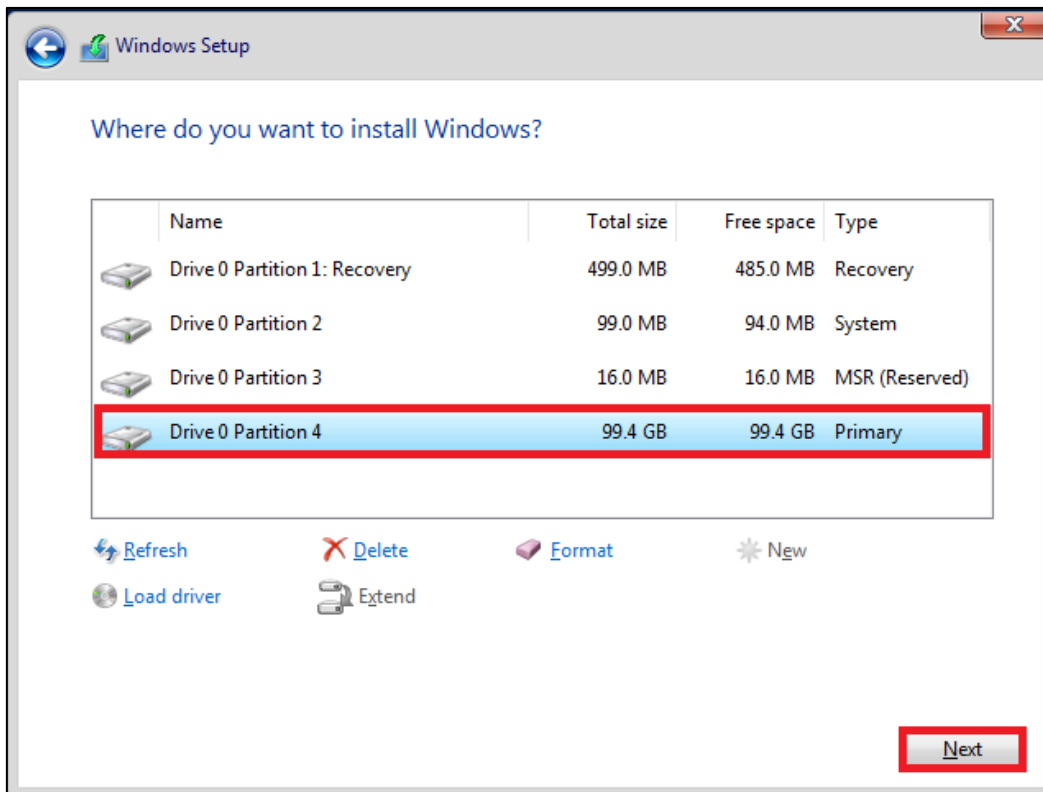 Windows Setup
Where do you want to install Windows?
Name Total size Free space Type
Drive 0 Partition 1: Recovery 499.0 MB 485.0 MB Recovery
Drive 0 Partition 2 99.0 MB 94.0 MB System
Drive 0 Partition 3 16.0 MB 16.0 MB MSR (Reserved)
Drive 0 Partition 4 99.4 GB 99.4 GB Primary
Refresh Delete Format New
Load driver Extend
Next